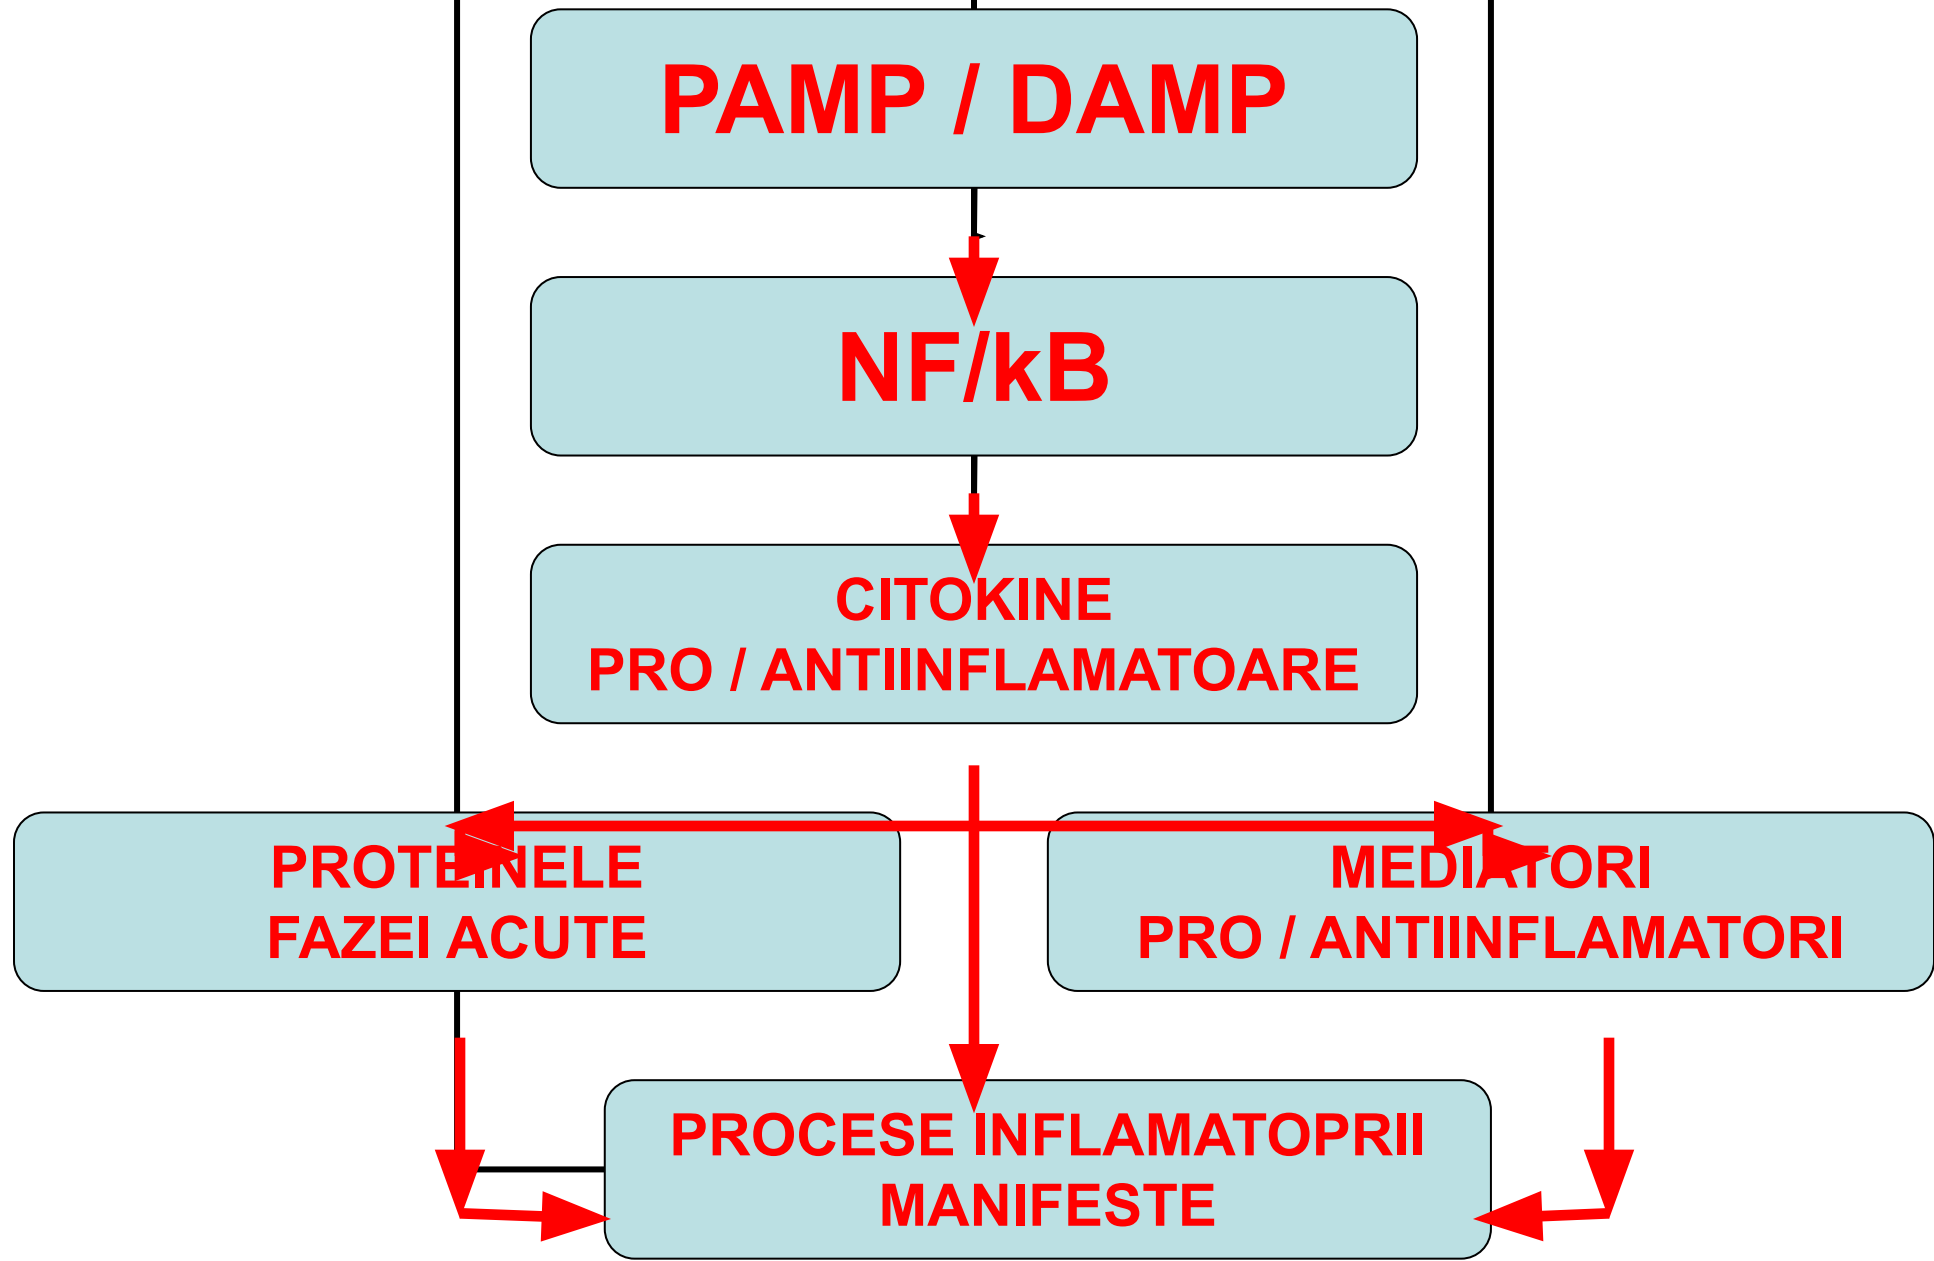 PAMP / DAMP
NF/kB
CITOKINE
PRO / ANTIINFLAMATOARE
PROTEINELE
FAZEI ACUTE
MEDIATORI
PRO / ANTIINFLAMATORI
PROCESE INFLAMATOPRII
MANIFESTE